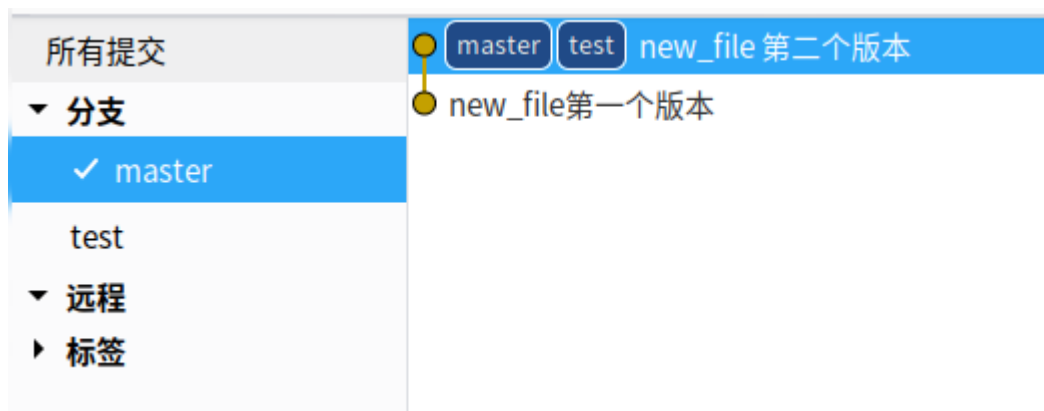 所有提交
分支
master
test
远程
标签
master test new_file 第二个版本
new_file第一个版本